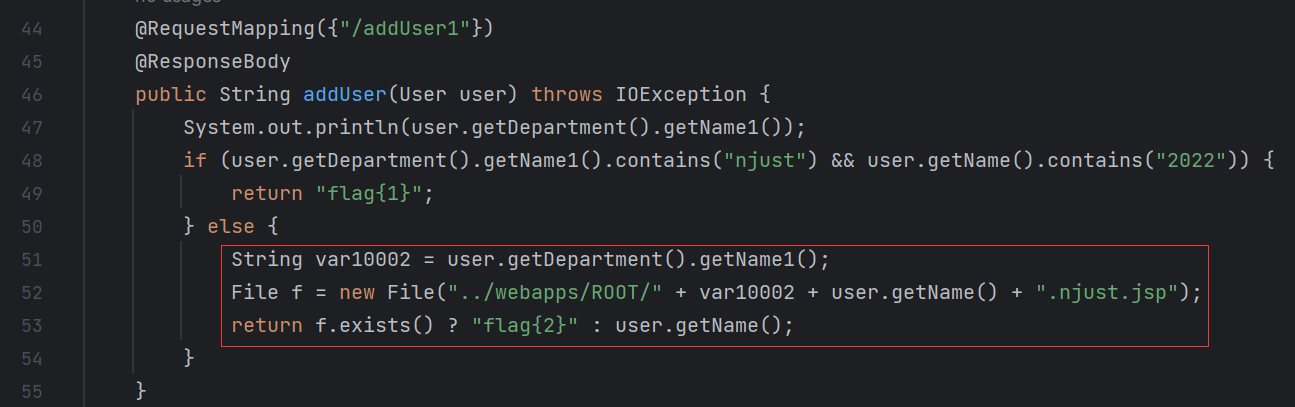 no usages
44 @RequestMapping({"/addUser1"})
45 @ResponseBody
46 public String addUser(User user) throws IOException {
47 System.out.println(user.getDepartment().getName1());
48 if (user.getDepartment().getName1().contains("njust") && user.getName().contains("2022")) {
49 return "flag{1}";
50 } else {
51 String var10002 = user.getDepartment().getName1();
52 File f = new File("../webapps/ROOT/" + var10002 + user.getName() + ".njust.jsp");
53 return f.exists() ? "flag{2}" : user.getName();
54 }
55 }